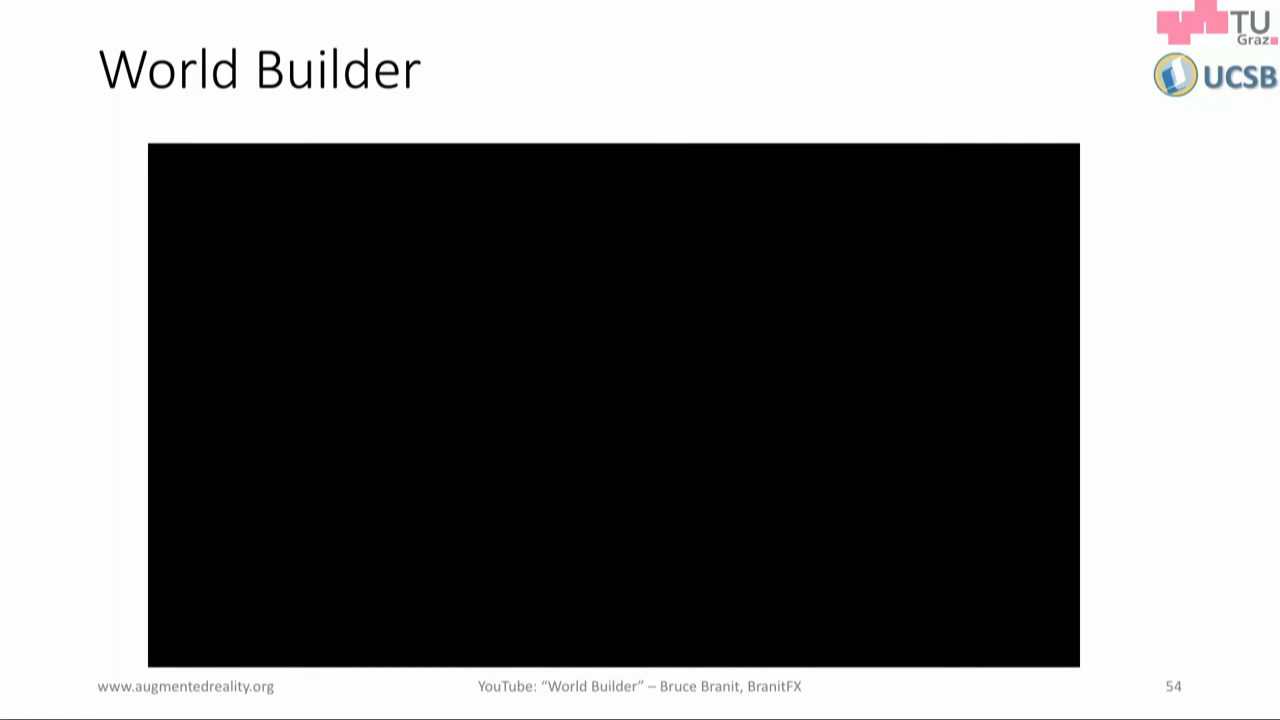 World Builder
TU
Graz
UCSB
www.augmentedreality.org
YouTube: “World Builder” – Bruce Branit, BranitFX
54